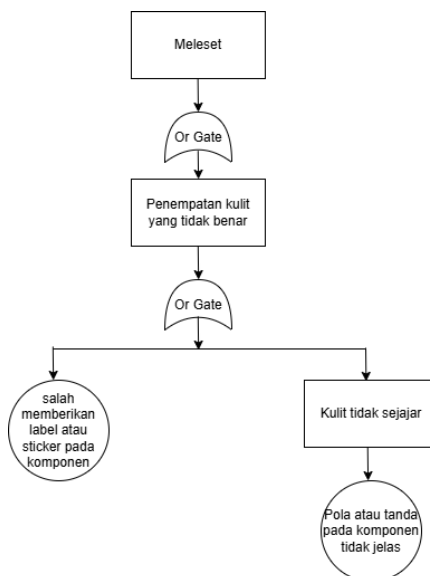 Meleset
Or Gate
Penempatan kulit
yang tidak benar
Or Gate
salah
memberikan
label atau
sticker pada
komponen
Kulit tidak sejajar
Pola atau tanda
pada komponen
tidak jelas